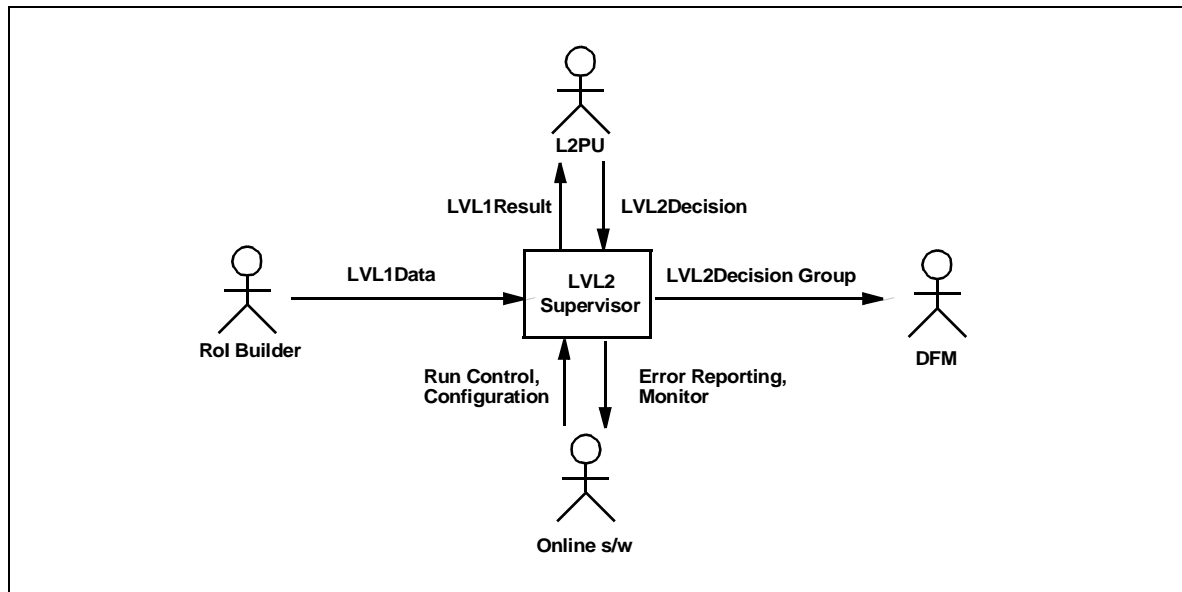 L2PU
LVL1Result
LVL2Decision
LVL1Data
LVL2
Supervisor
LVL2Decision Group
RoI Builder
DFM
Run Control,
Configuration
Error Reporting,
Monitor
Online s/w